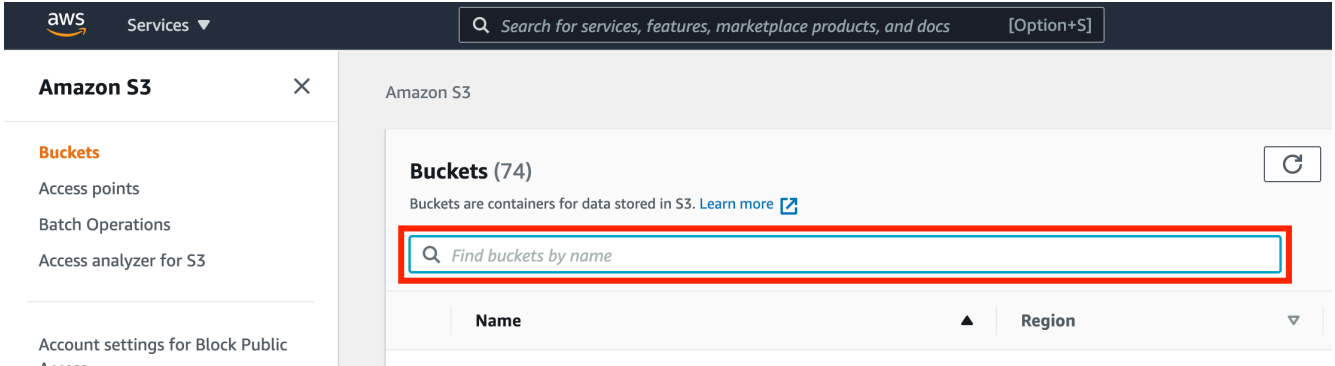 aws Services ▼ Search for services, features, marketplace products, and docs [Option+S]
Amazon S3
Buckets
Access points
Batch Operations
Access analyzer for S3
Account settings for Block Public
Amazon S3
Buckets (74)
Buckets are containers for data stored in S3. Learn more
Find buckets by name
Name ▲ Region ▽